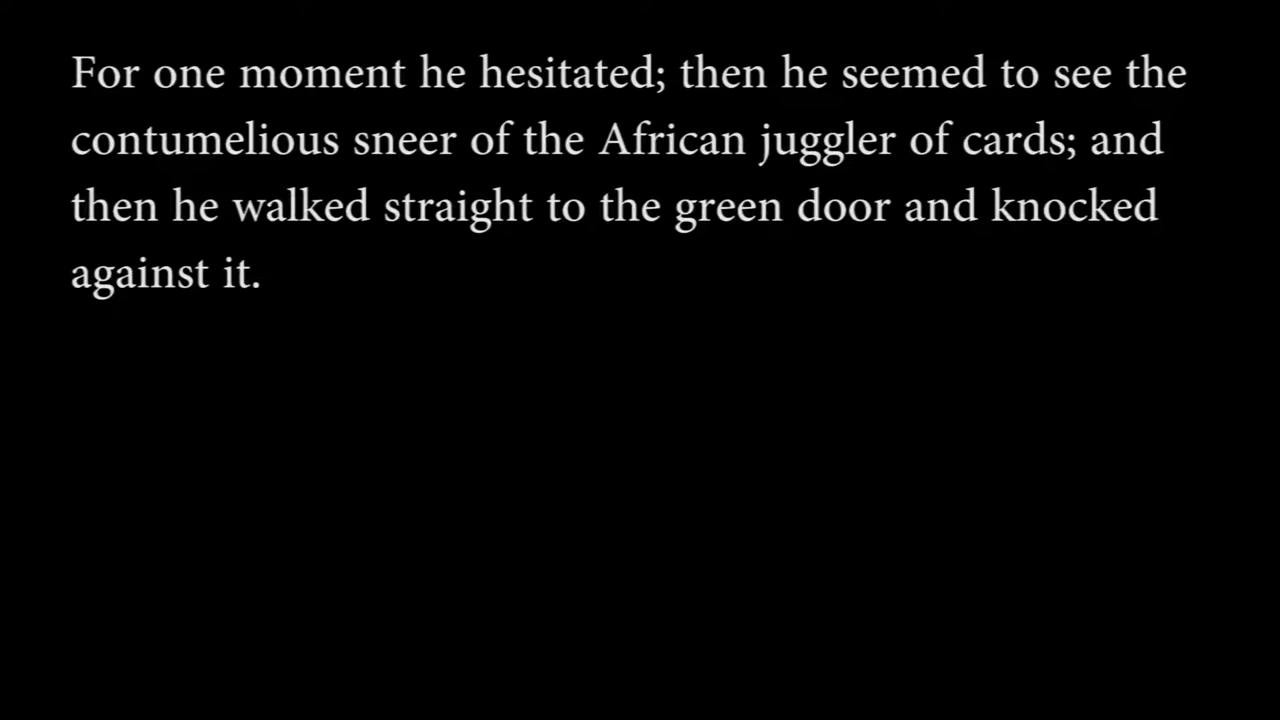 For one moment he hesitated; then he seemed to see the
contumelious sneer of the African juggler of cards; and
then he walked straight to the green door and knocked
against it.